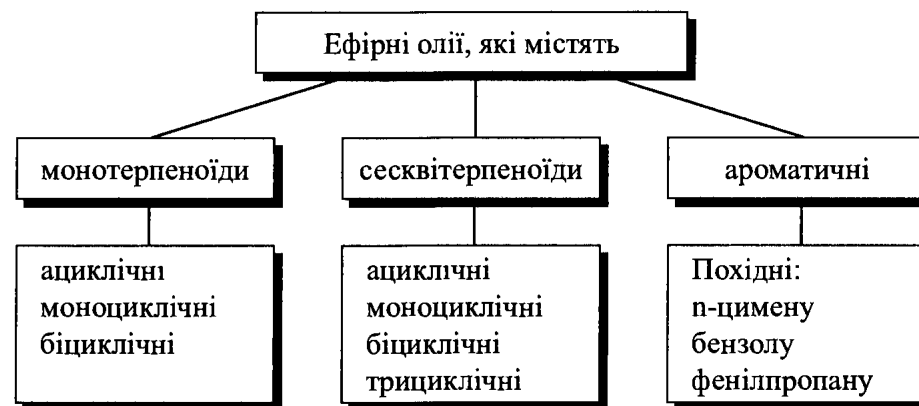 Ефірні олії, які містять
монотерпеноїди
сесквітерпеноїди
ароматичні
ациклічні
моноциклічні
біциклічні
ациклічні
моноциклічні
біциклічні
трициклічні
Похідні:
n-цимену
бензолу
фенілпропану